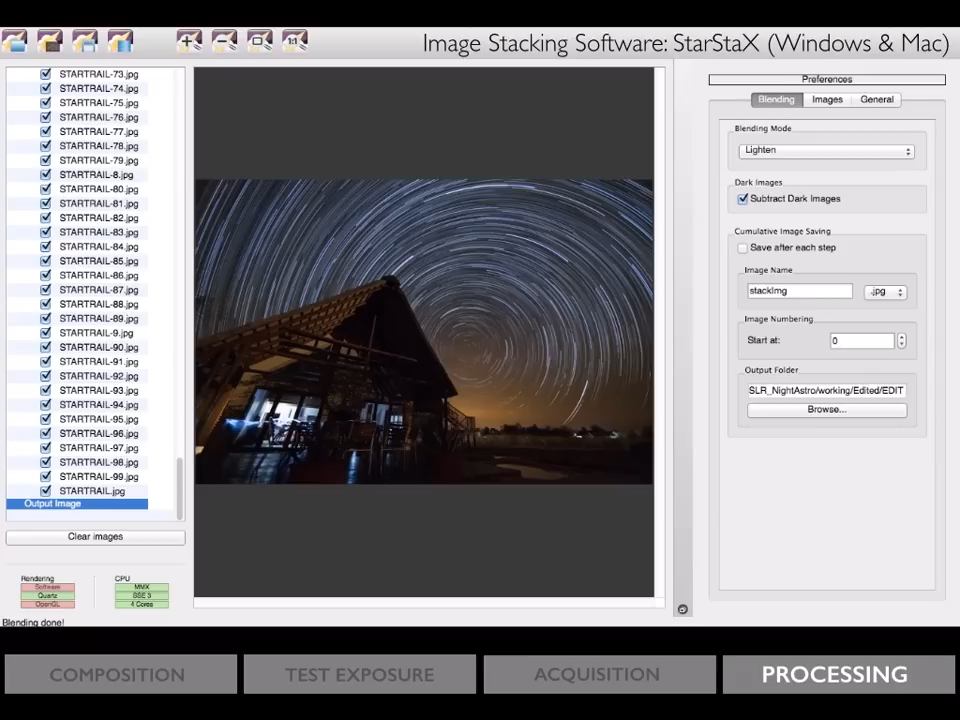 Image Stacking Software: StarStaX (Windows & Mac)
1:1
STARTRAIL-73.jpg
STARTRAIL-74.jpg
STARTRAIL-75.jpg
STARTRAIL-76.jpg
STARTRAIL-77.jpg
STARTRAIL-78.jpg
STARTRAIL-79.jpg
STARTRAIL-8.jpg
STARTRAIL-80.jpg
STARTRAIL-81.jpg
STARTRAIL-82.jpg
STARTRAIL-83.jpg
STARTRAIL-84.jpg
STARTRAIL-85.jpg
STARTRAIL-86.jpg
STARTRAIL-87.jpg
STARTRAIL-88.jpg
STARTRAIL-89.jpg
STARTRAIL-9.jpg
STARTRAIL-90.jpg
STARTRAIL-91.jpg
STARTRAIL-92.jpg
STARTRAIL-93.jpg
STARTRAIL-94.jpg
STARTRAIL-95.jpg
STARTRAIL-96.jpg
STARTRAIL-97.jpg
STARTRAIL-98.jpg
STARTRAIL-99.jpg
STARTRAIL.jpg
Output Image
Clear images
Rendering
Software
Quartz
OpenGL
CPU
MMX
SSE 3
4 Cores
Blending done!
Preferences
Blending Images General
Blending Mode
Lighten
Dark Images
Subtract Dark Images
Cumulative Image Saving
Save after each step
Image Name
stackImg .jpg
Image Numbering
Start at: 0
Output Folder
SLR_NightAstro/working/Edited/EDIT
Browse...
COMPOSITION TEST EXPOSURE ACQUISITION PROCESSING